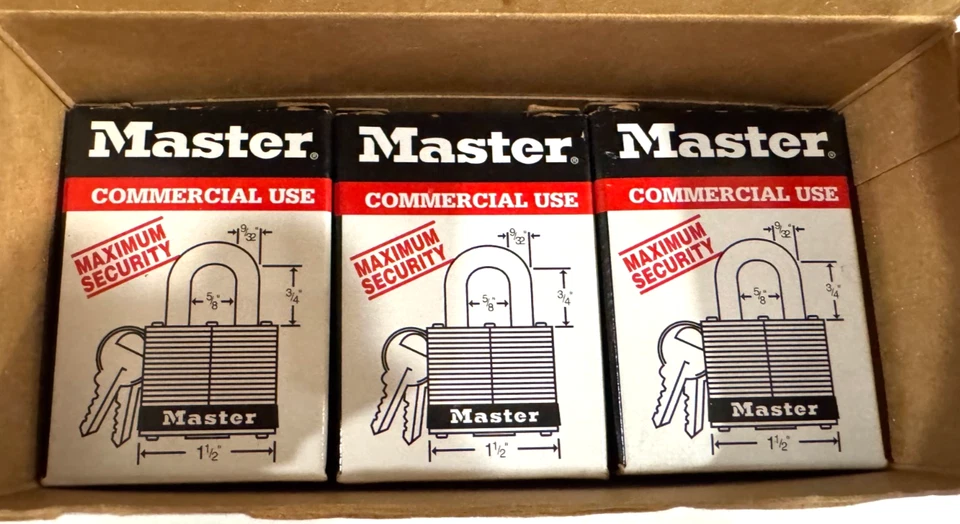 Master®
COMMERCIAL USE
MAXIMUM
SECURITY
9/32"
5/8"
3/4"
Master
1 1/2"
Master®
COMMERCIAL USE
MAXIMUM
SECURITY
9/32"
5/8"
3/4"
Master
1 1/2"
Master®
COMMERCIAL USE
MAXIMUM
SECURITY
9/32"
5/8"
3/4"
Master
1 1/2"